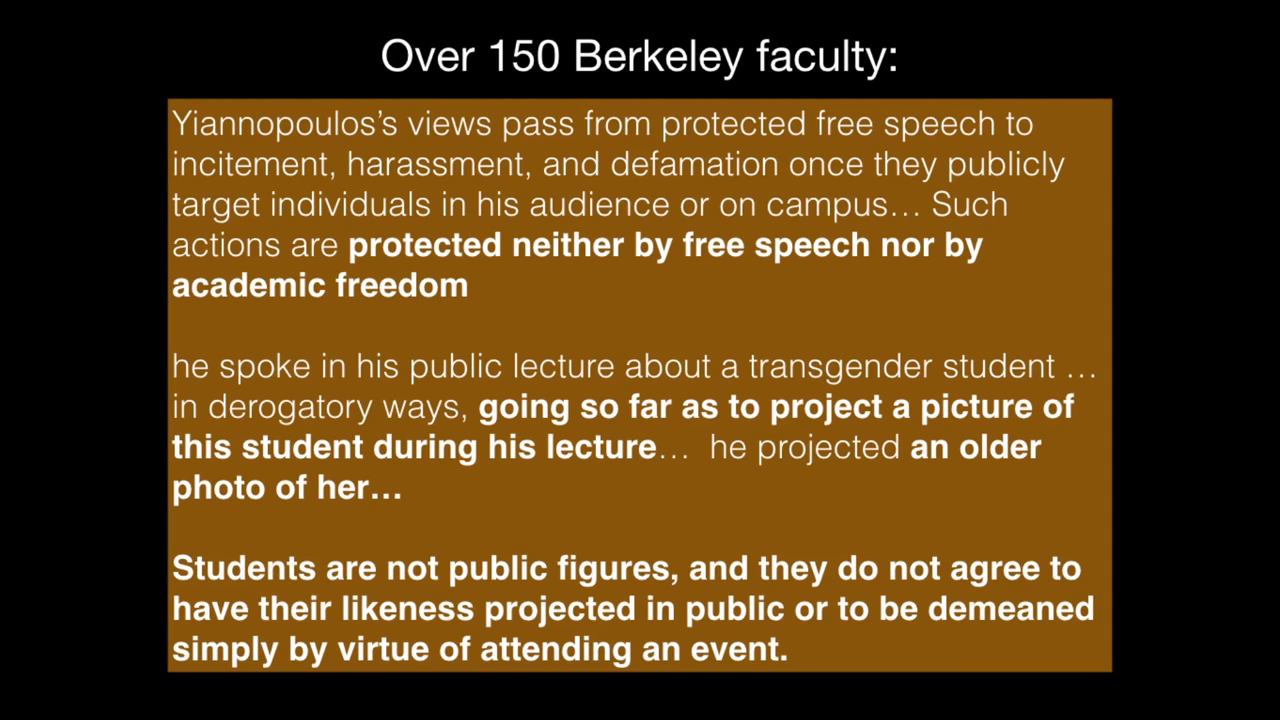 Over 150 Berkeley faculty:
Yiannopoulos’s views pass from protected free speech to
incitement, harassment, and defamation once they publicly
target individuals in his audience or on campus… Such
actions are protected neither by free speech nor by
academic freedom
he spoke in his public lecture about a transgender student …
in derogatory ways, going so far as to project a picture of
this student during his lecture… he projected an older
photo of her…
Students are not public figures, and they do not agree to
have their likeness projected in public or to be demeaned
simply by virtue of attending an event.